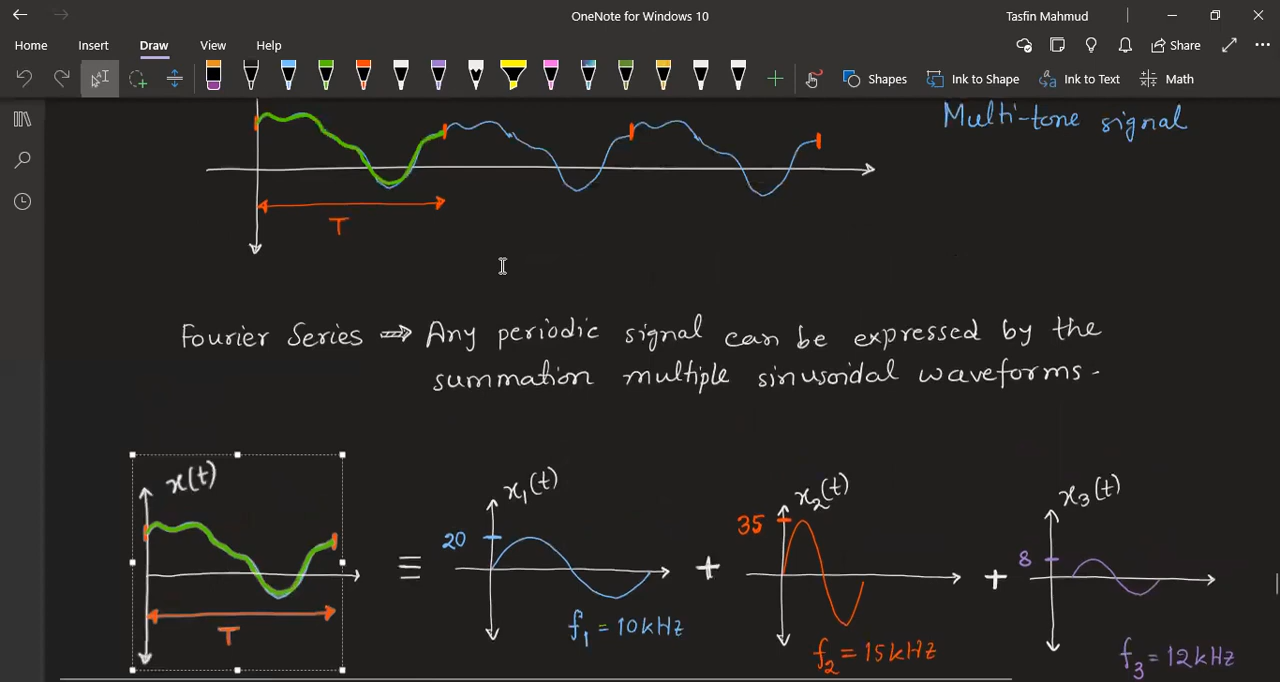 OneNote for Windows 10
Tasfin Mahmud
Home Insert Draw View Help
Share
Shapes Ink to Shape Ink to Text Math
Multi-tone signal
T
Fourier Series ⇒ Any periodic signal can be expressed by the
summation multiple sinusoidal waveforms.
x(t)
T
≡
x₁(t)
20
f₁ = 10kHz
+
x₂(t)
35
f₂ = 15kHz
+
x₃(t)
8
f₃ = 12kHz